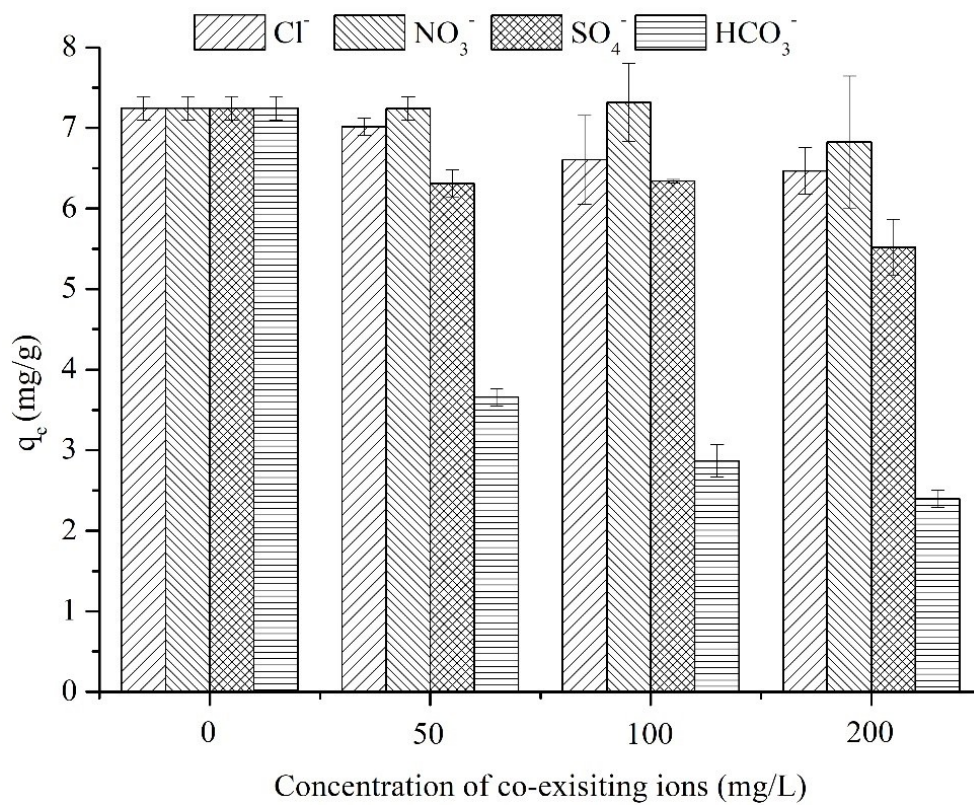 Cl⁻ NO₃⁻ SO₄⁻ HCO₃⁻
8
7
6
5
4
3
2
1
0
qₑ (mg/g)
0 50 100 200
Concentration of co-exisiting ions (mg/L)